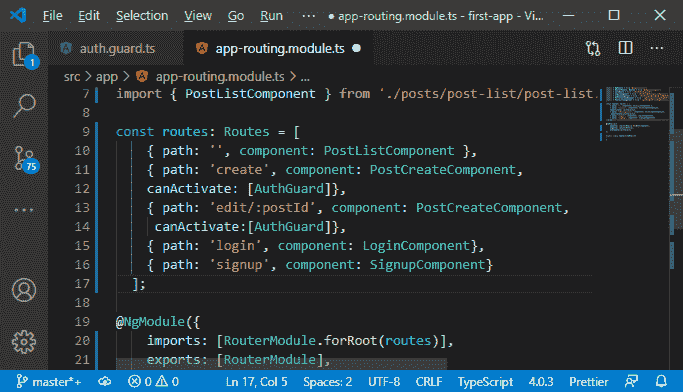 File Edit Selection View Go Run ··· ● app-routing.module.ts - first-app - Vi...
auth.guard.ts app-routing.module.ts ●
src > app > app-routing.module.ts > ...
7 import { PostListComponent } from './posts/post-list/post-list.
8
9 const routes: Routes = [
10 { path: '', component: PostListComponent },
11 { path: 'create', component: PostCreateComponent,
12 canActivate: [AuthGuard]},
13 { path: 'edit/:postId', component: PostCreateComponent,
14 canActivate:[AuthGuard]},
15 { path: 'login', component: LoginComponent},
16 { path: 'signup', component: SignupComponent}
17 ];
18
19 @NgModule({
20 imports: [RouterModule.forRoot(routes)],
21 exports: [RouterModule],
1
75
master*+ 0 0 Ln 17, Col 5 Spaces: 2 UTF-8 CRLF TypeScript 4.0.3 Prettier